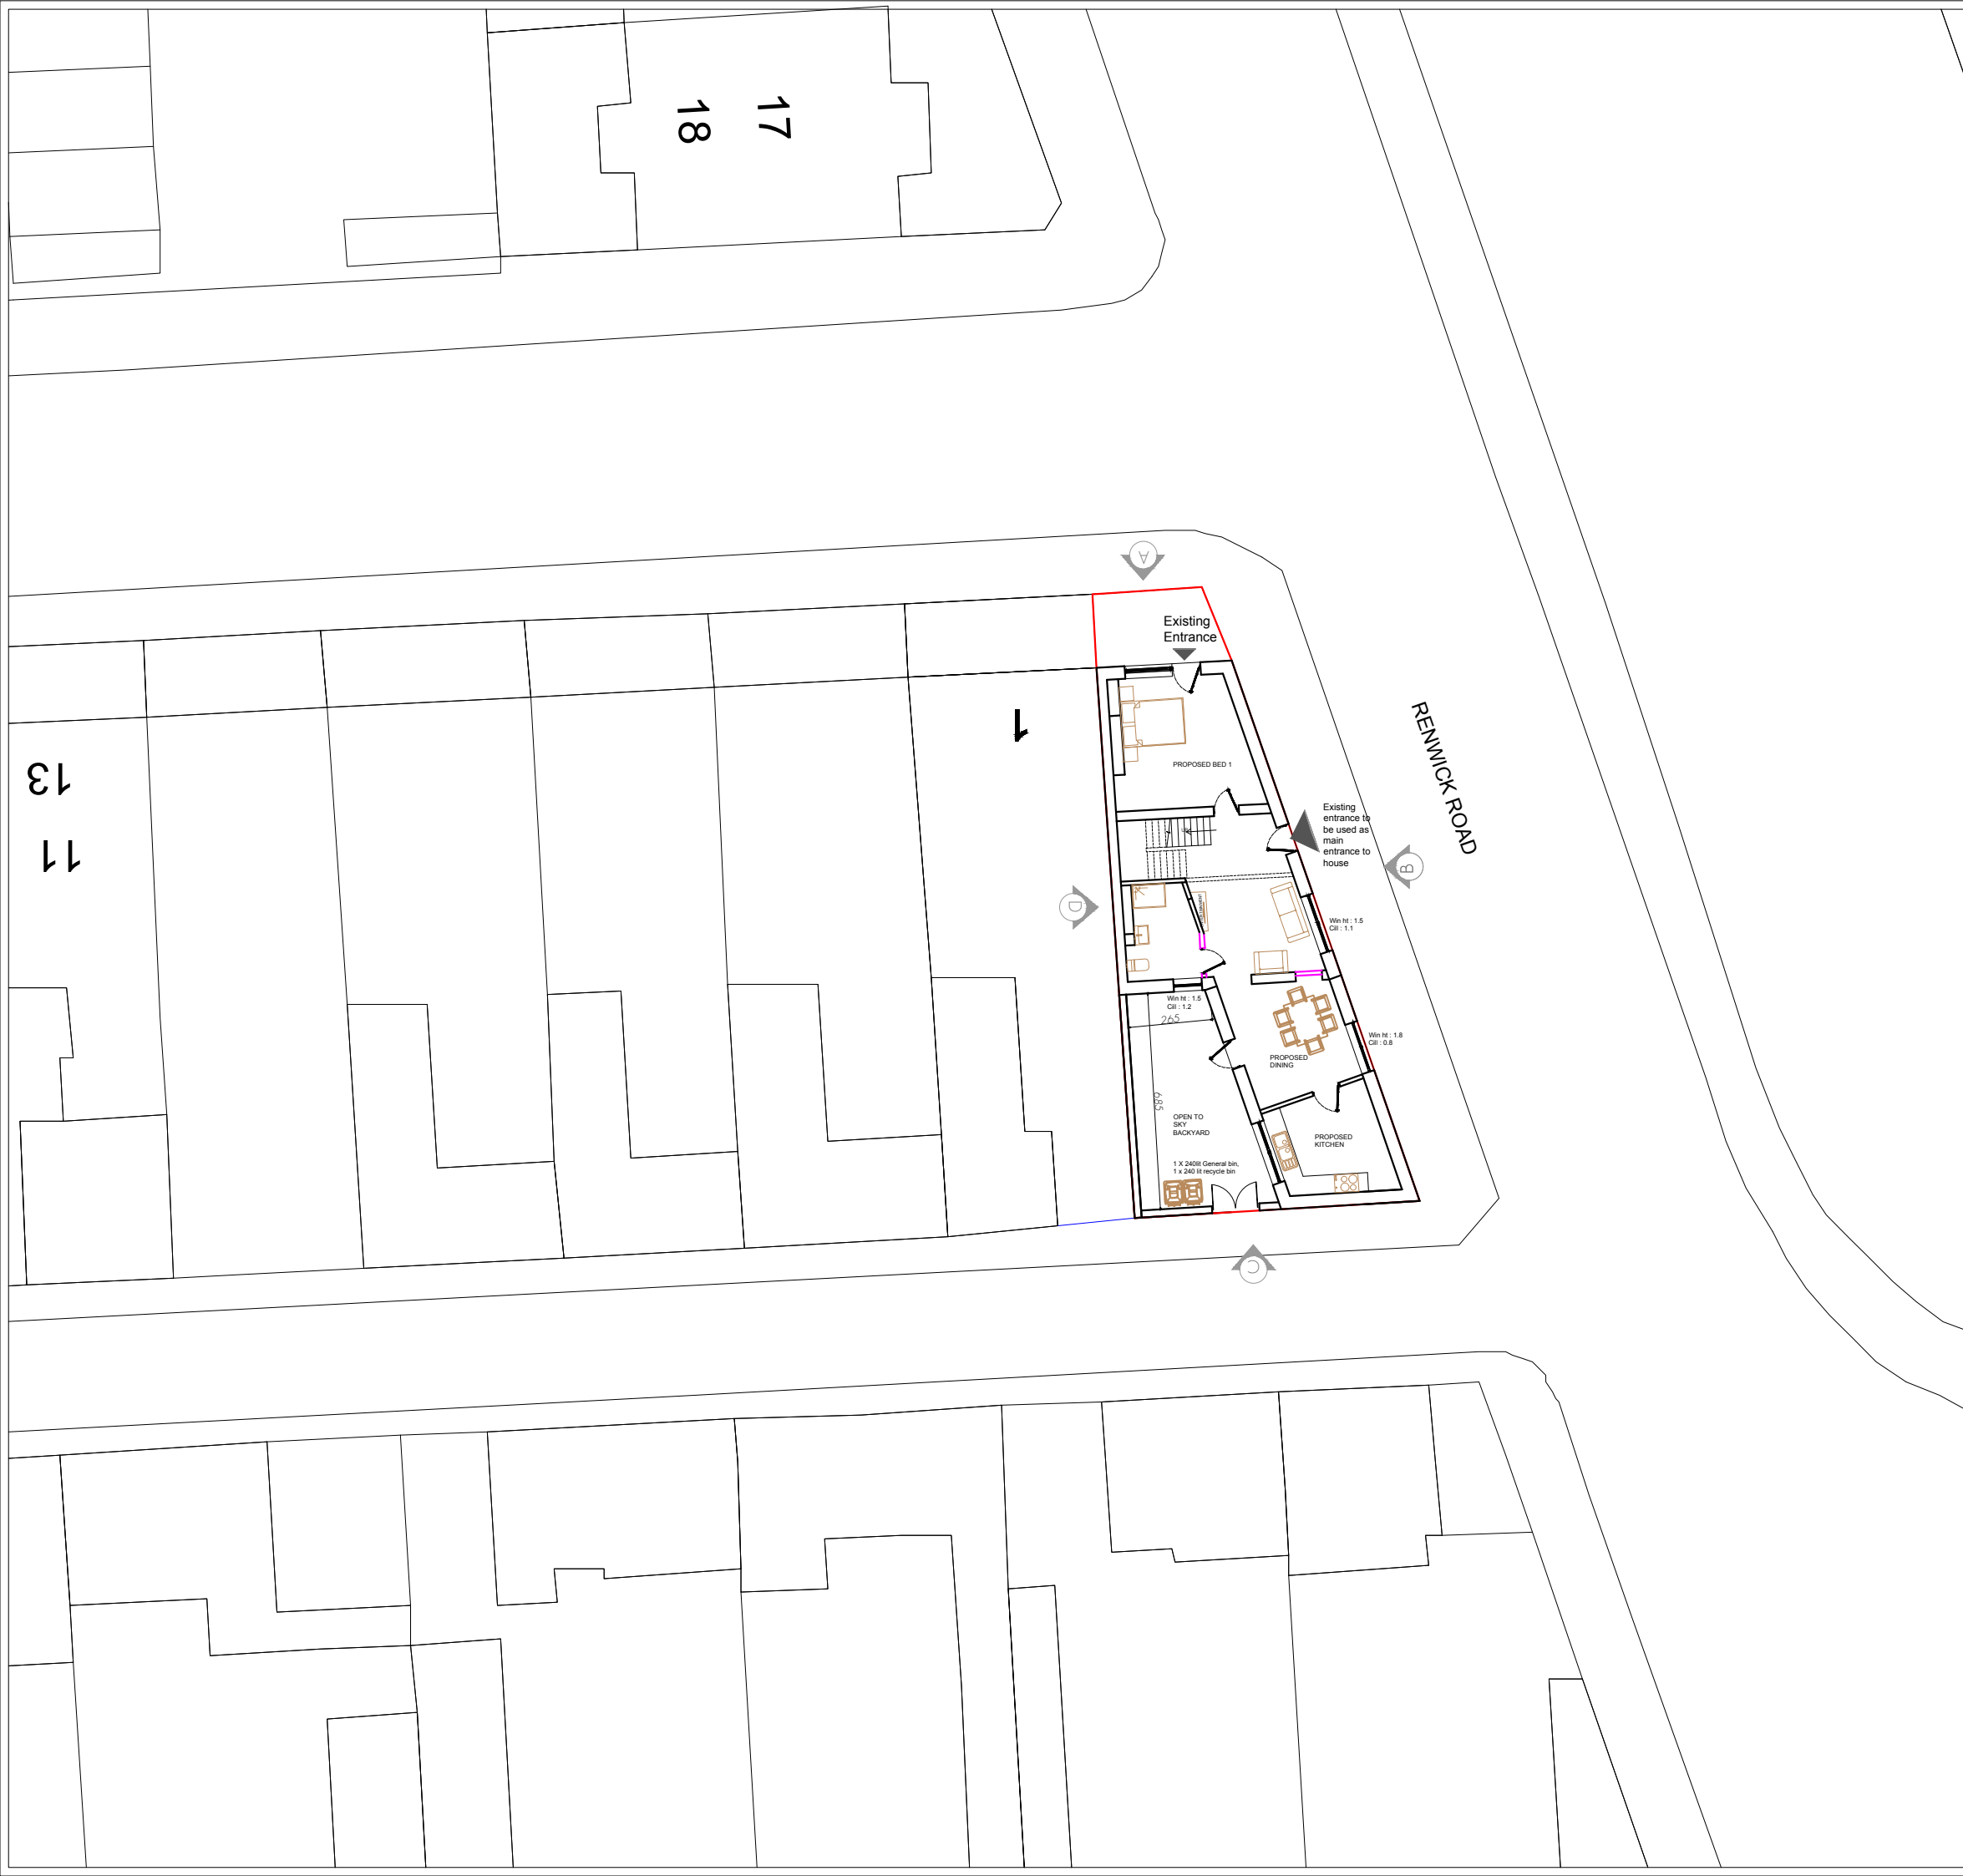 18
17
A
Existing
Entrance
1
PROPOSED BED 1
RENWICK ROAD
13
11
Existing
entrance to
be used as
main
entrance to
house
B
D
Win ht : 1.5
Cill : 1.1
Win ht : 1.5
Cill : 1.2
265
Win ht : 1.8
Cill : 0.8
PROPOSED
DINING
685
OPEN TO
SKY
BACKYARD
PROPOSED
KITCHEN
1 X 240lit General bin,
1 x 240 lit recycle bin
C